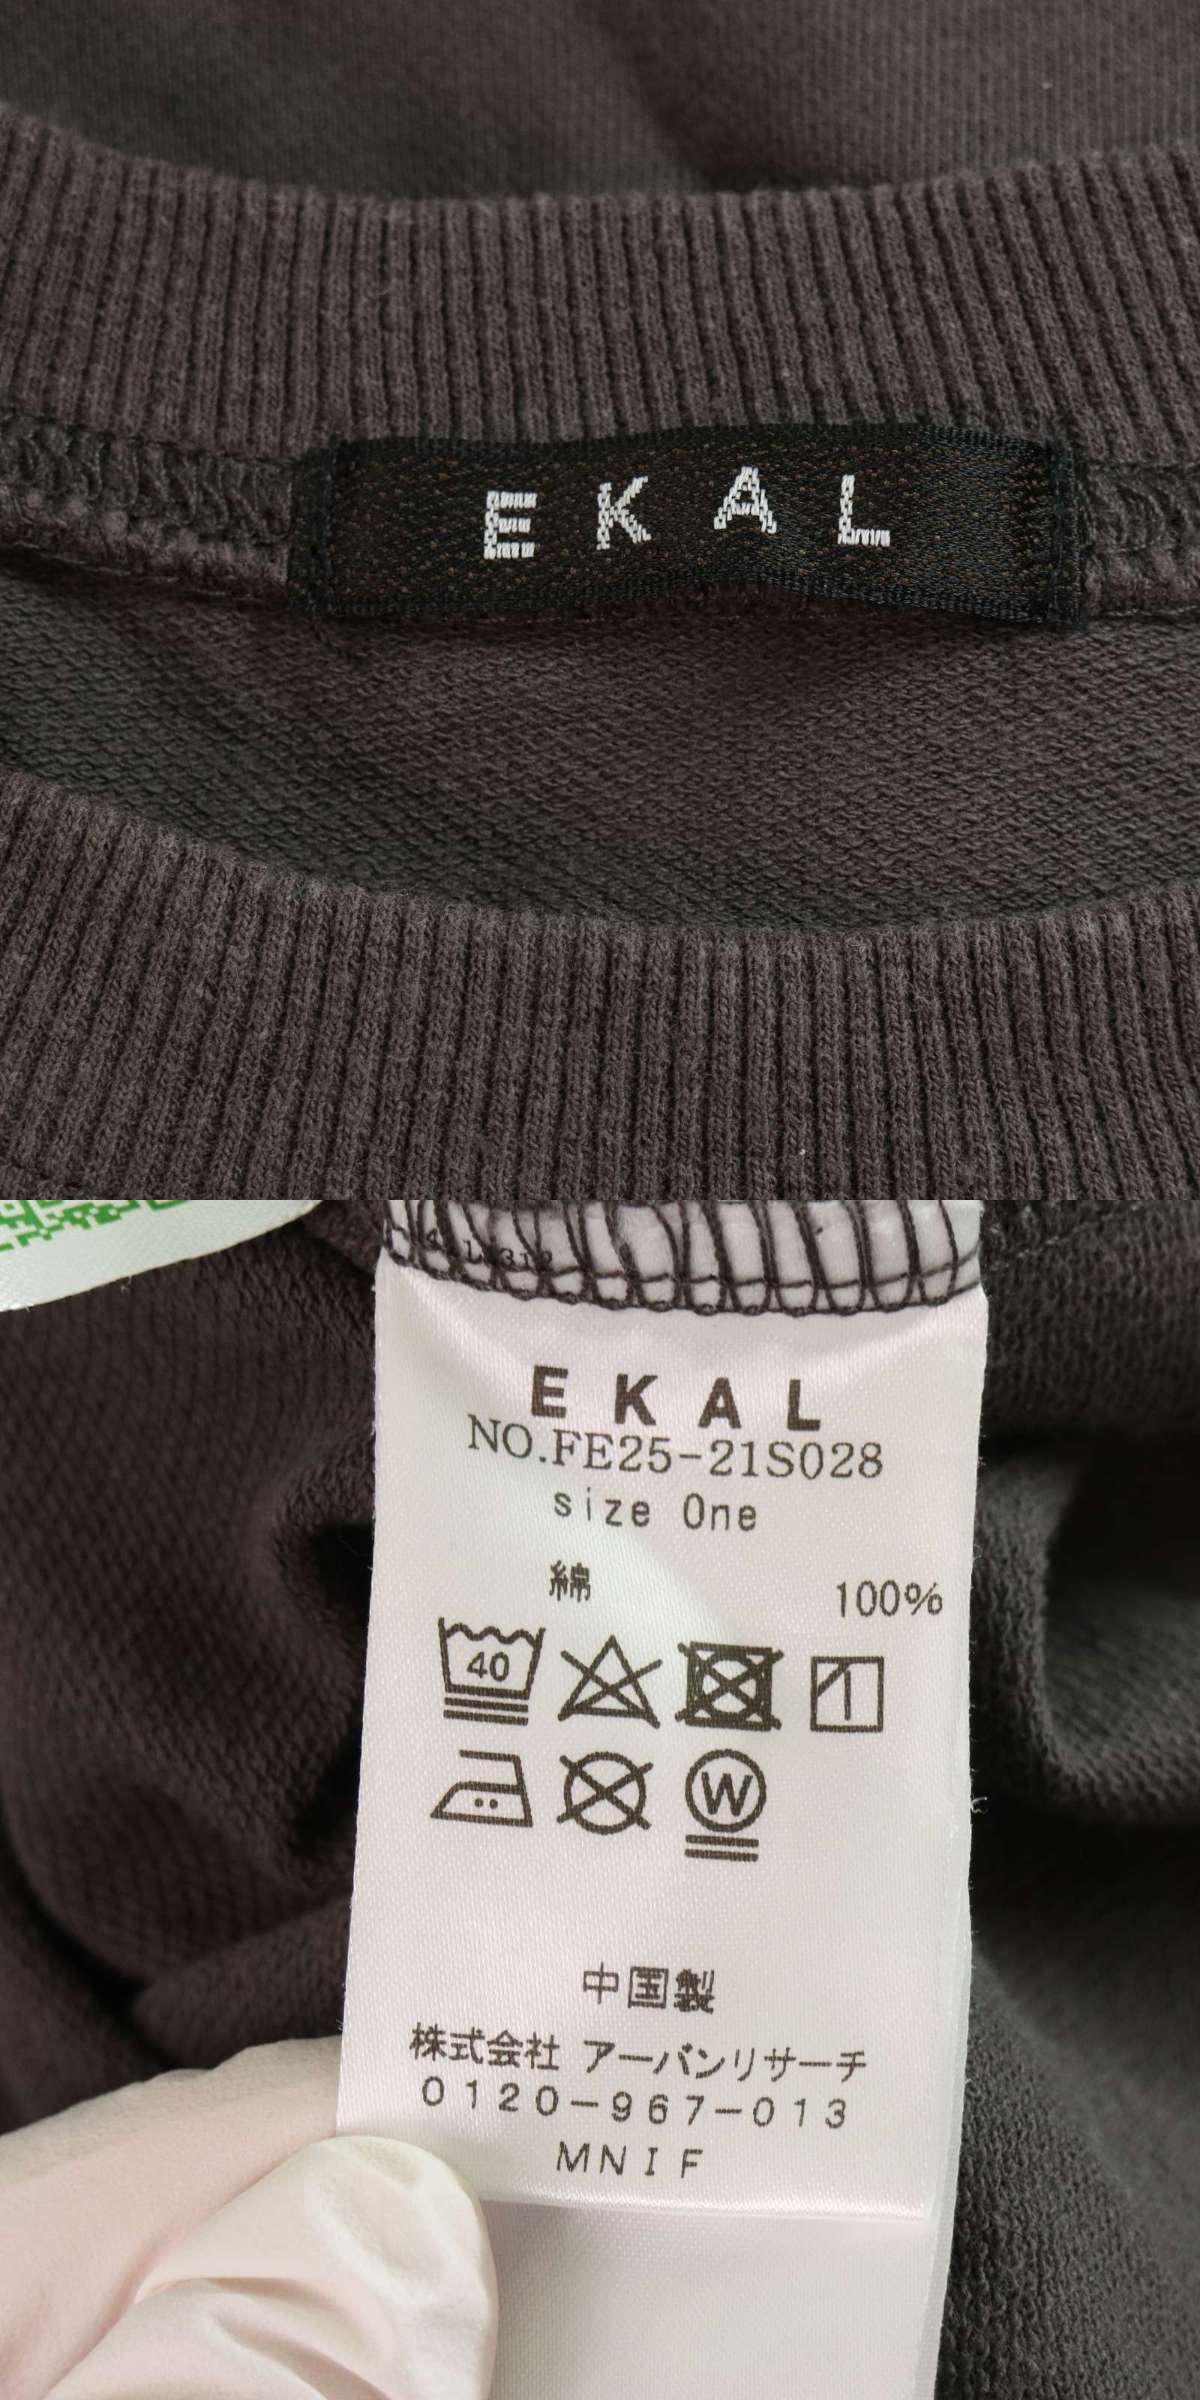 EKAL
EKAL
NO.FE25-21S028
size One
綿 100%
40
W
中国製
株式会社 アーバンリサーチ
0120-967-013
MNIF